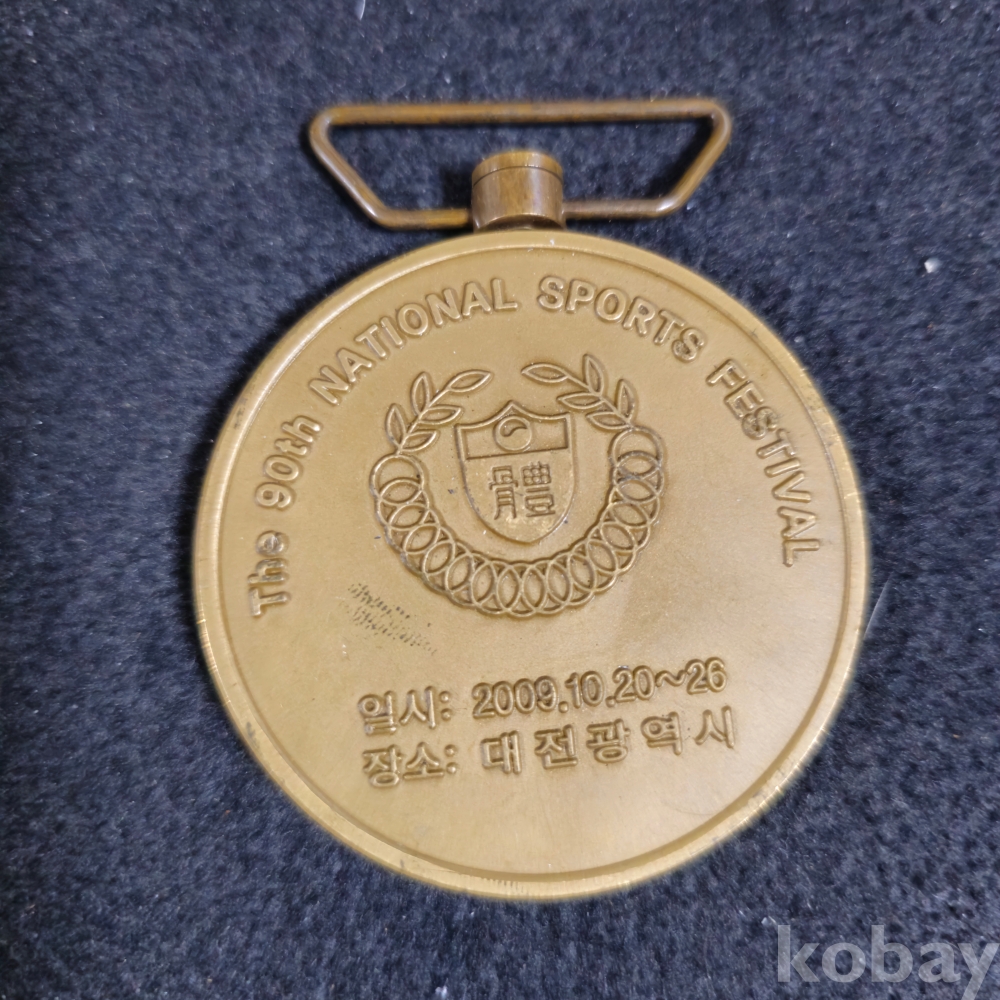 The 90th NATIONAL SPORTS FESTIVAL
體
일시: 2009.10.20~26
장소: 대전광역시
kobay